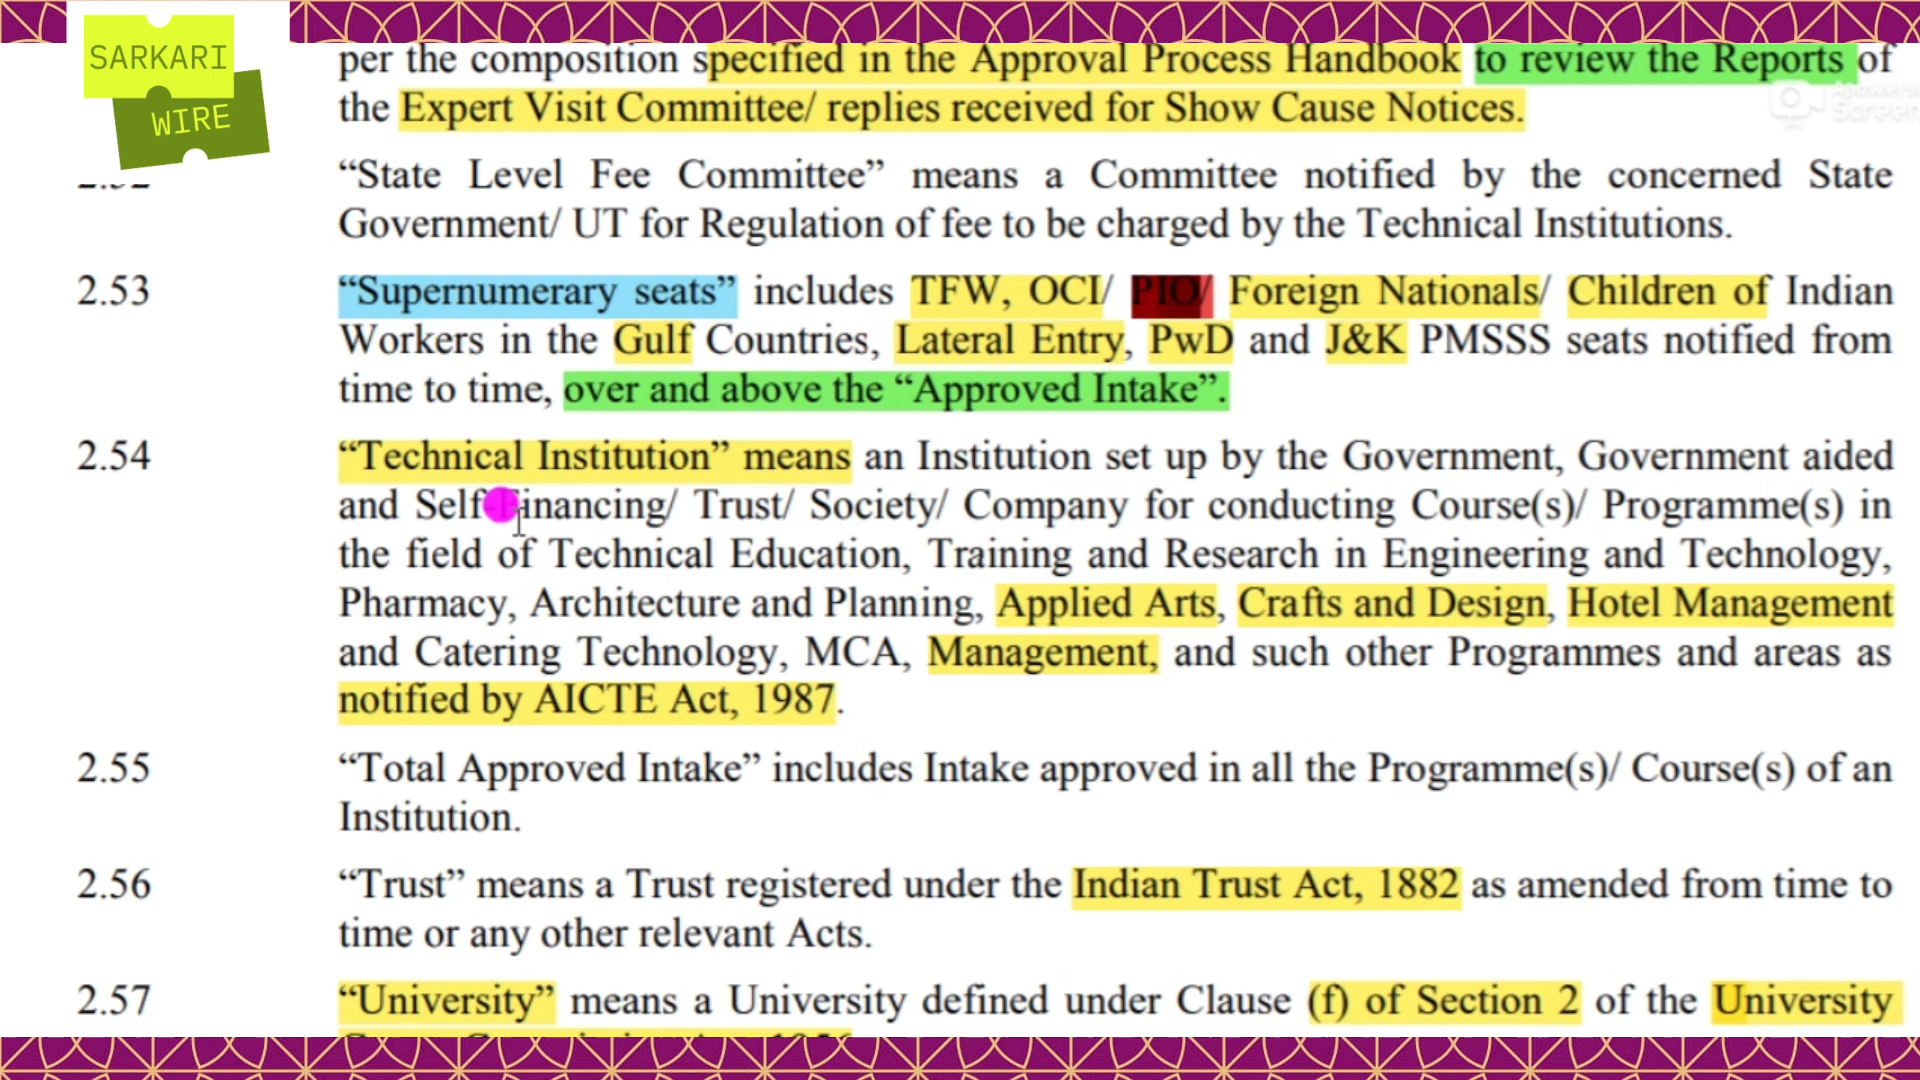 SARKARI
WIRE
per the composition specified in the Approval Process Handbook to review the Reports of
the Expert Visit Committee/ replies received for Show Cause Notices.
“State Level Fee Committee” means a Committee notified by the concerned State
Government/ UT for Regulation of fee to be charged by the Technical Institutions.
2.53 “Supernumerary seats” includes TFW, OCI/ PIO/ Foreign Nationals/ Children of Indian
Workers in the Gulf Countries, Lateral Entry, PwD and J&K PMSSS seats notified from
time to time, over and above the “Approved Intake”.
2.54 “Technical Institution” means an Institution set up by the Government, Government aided
and Self-Financing/ Trust/ Society/ Company for conducting Course(s)/ Programme(s) in
the field of Technical Education, Training and Research in Engineering and Technology,
Pharmacy, Architecture and Planning, Applied Arts, Crafts and Design, Hotel Management
and Catering Technology, MCA, Management, and such other Programmes and areas as
notified by AICTE Act, 1987.
2.55 “Total Approved Intake” includes Intake approved in all the Programme(s)/ Course(s) of an
Institution.
2.56 “Trust” means a Trust registered under the Indian Trust Act, 1882 as amended from time to
time or any other relevant Acts.
2.57 “University” means a University defined under Clause (f) of Section 2 of the University